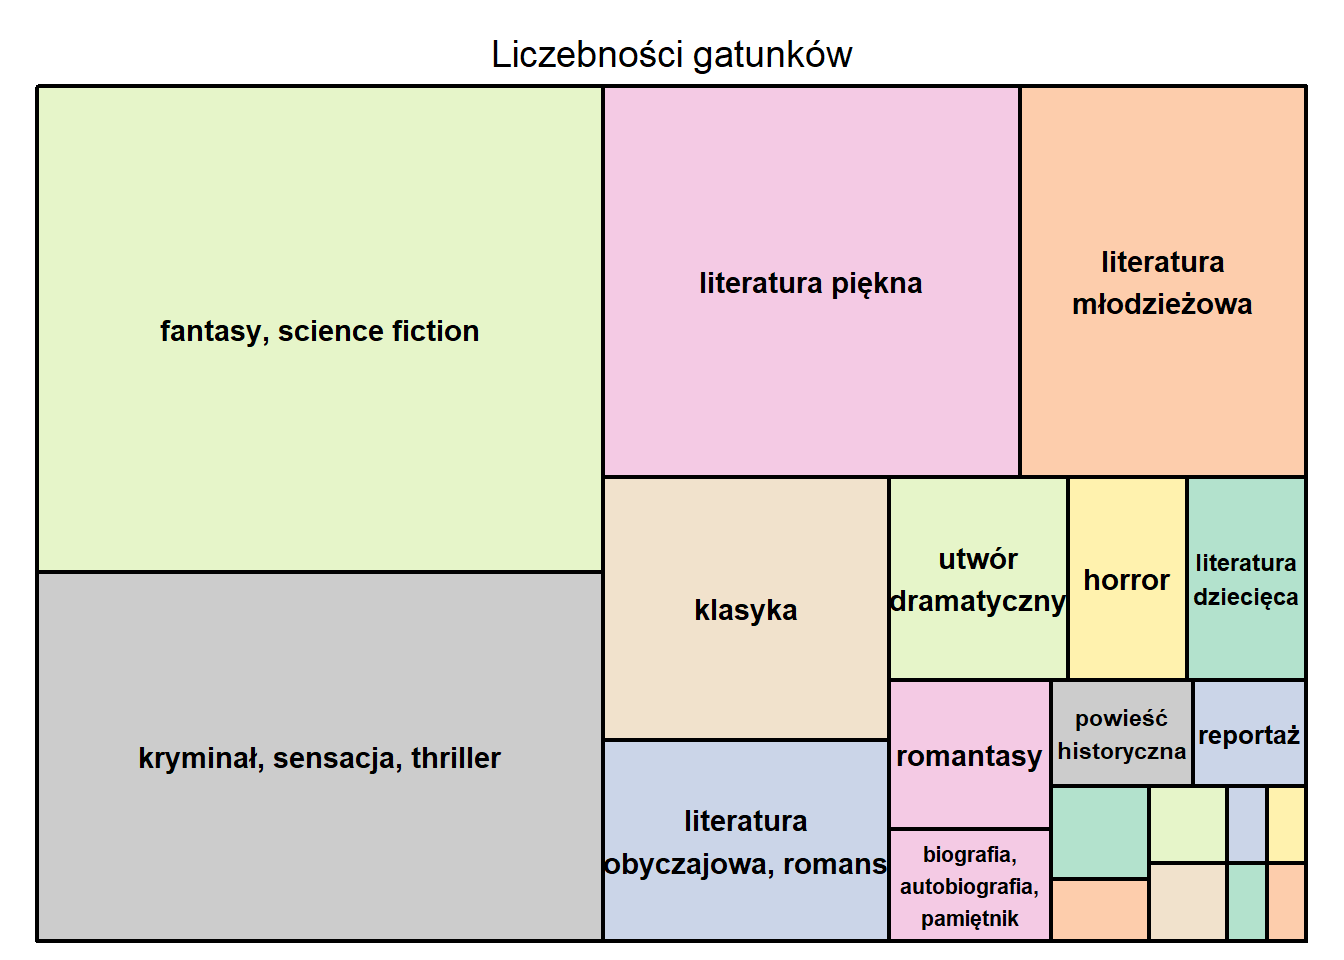 Liczebności gatunków
fantasy, science fiction
kryminał, sensacja, thriller
literatura piękna
literatura
młodzieżowa
klasyka
literatura
obyczajowa, romans
utwór
dramatyczny
horror
literatura
dziecięca
romantasy
powieść
historyczna
reportaż
biografia,
autobiografia,
pamiętnik